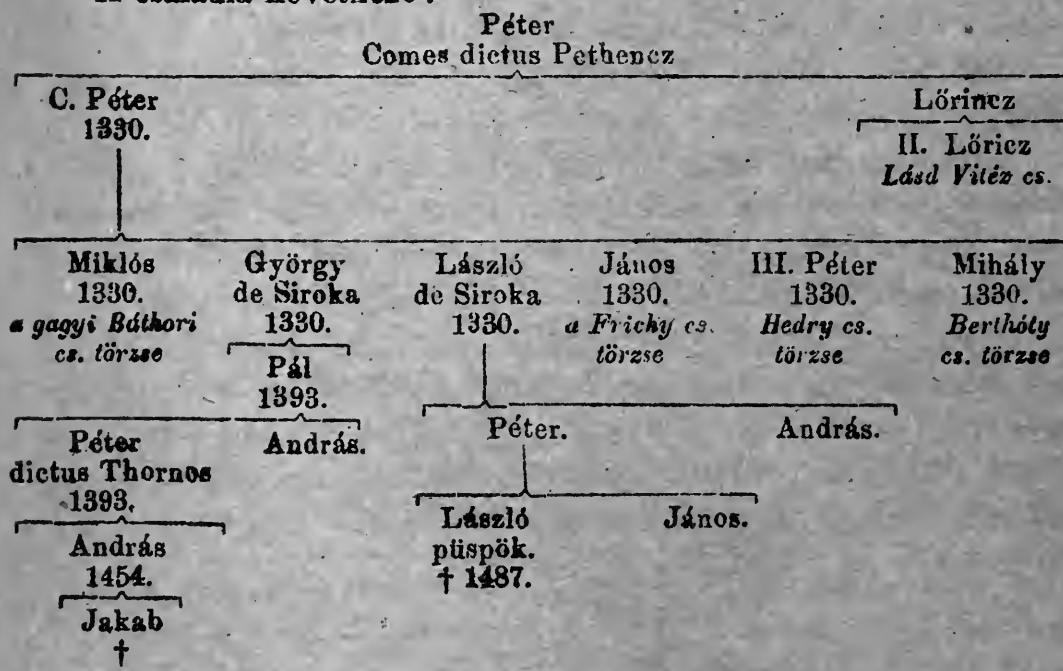 Péter
Comes dictus Pethencz
C. Péter
1330.
Lőrincz
II. Lőricz
Lásd Vitéz cs.
Miklós
1330.
a gagyi Báthori
cs. törzse
György
de Siroka
1330.
László
de Siroka
1330.
János
1330.
a Frichy cs.
törzse
III. Péter
1330.
Hedry cs.
törzse
Mihály
1330.
Berthóty
cs. törzse
Pál
1393.
Péter
dictus Thornos
1393.
András.
Péter.
András.
András
1454.
László
püspök.
† 1487.
János.
Jakab
†